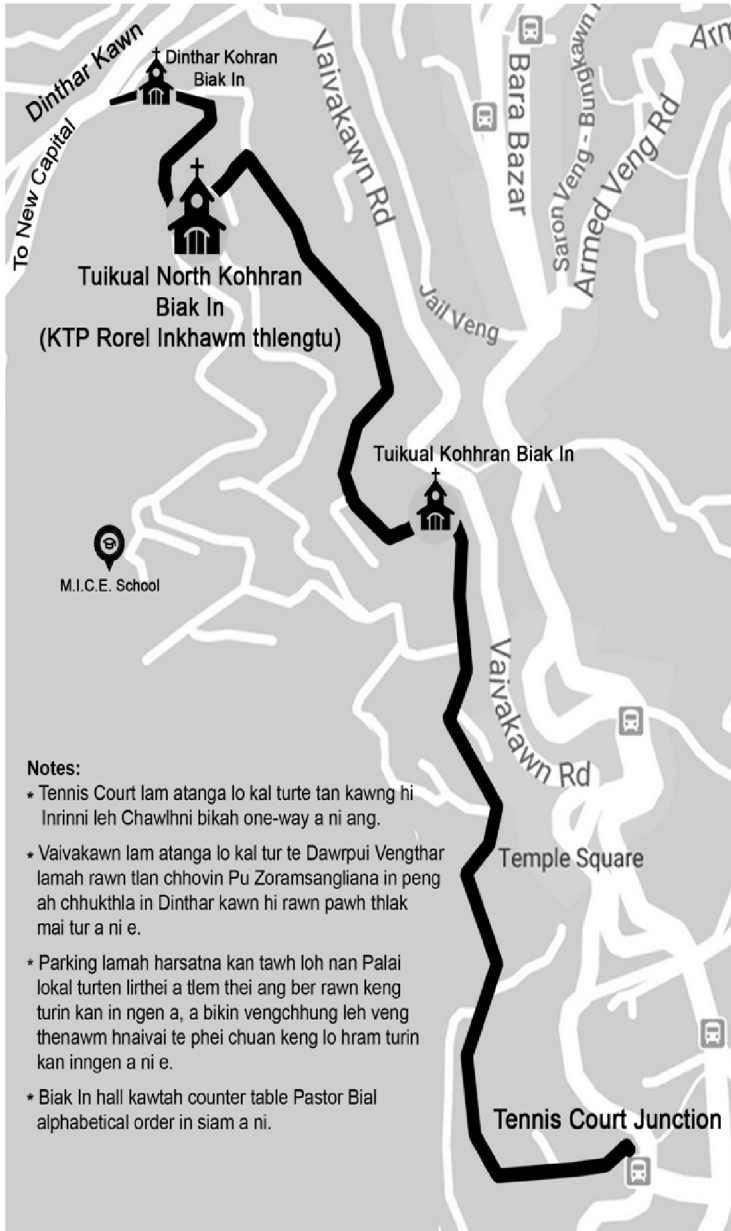 Dinthar Kawn
Dinthar Kohran
Biak In
Vaivakawn Rd
Bara Bazar
Saron Veng - Bungkawn
Armed Veng Rd
Arm
To New Capital
Tuikual North Kohhran
Biak In
(KTP Rorel Inkhawm thlengtu)
Jail Veng
Tuikual Kohhran Biak In
M.I.C.E. School
Vaivakawn Rd
Temple Square
Notes:
* Tennis Court lam atanga lo kal turte tan kawng hi
Inrinni leh Chawlhni bikah one-way a ni ang.
* Vaivakawn lam atanga lo kal tur te Dawrpui Vengthar
lamah rawn tlan chhovin Pu Zoramsangliana in peng
ah chhukthla in Dinthar kawn hi rawn pawh thlak
mai tur a ni e.
* Parking lamah harsatna kan tawh loh nan Palai
lokal turten lirthei a tlem thei ang ber rawn keng
turin kan in ngen a, a bikin vengchhung leh veng
thenawm hnaivai te phei chuan keng lo hram turin
kan inngen a ni e.
* Biak In hall kawtah counter table Pastor Bial
alphabetical order in siam a ni.
Tennis Court Junction